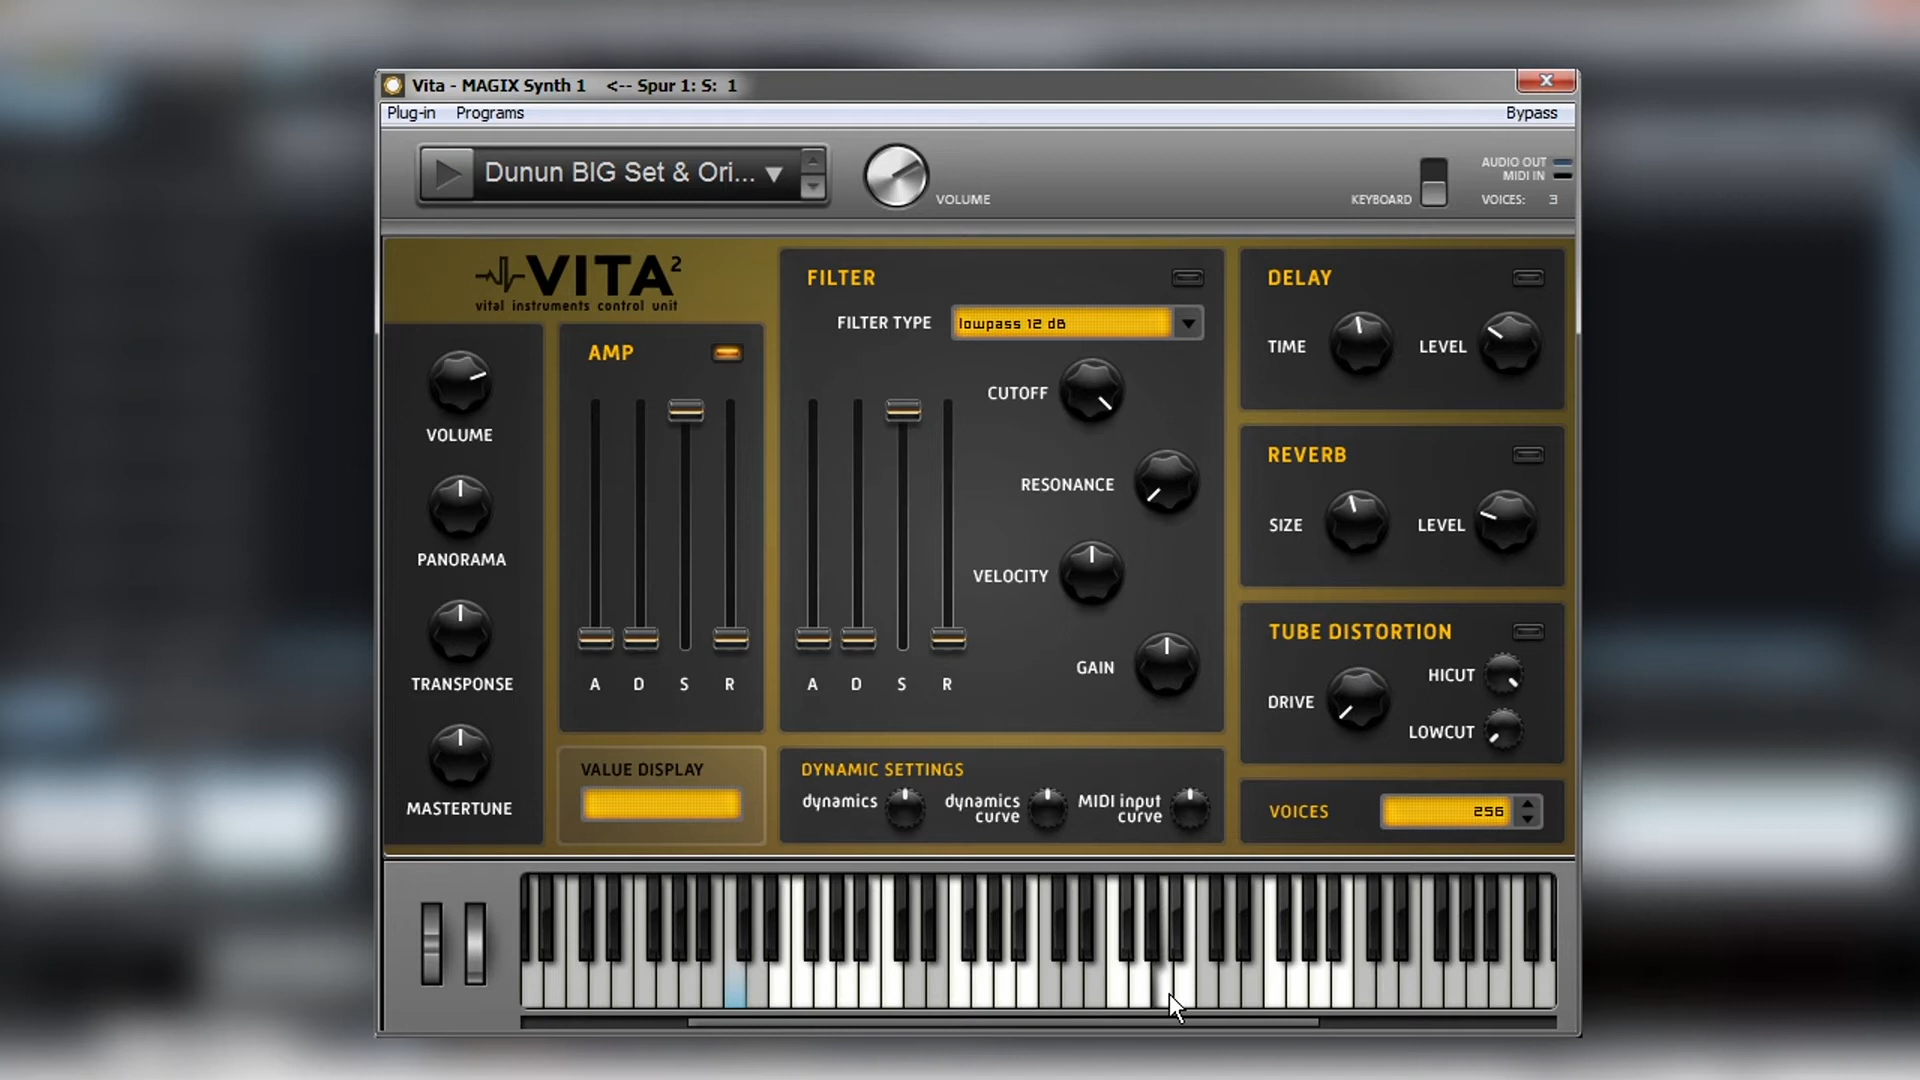 Vita - MAGIX Synth 1 <-- Spur 1: S: 1
Plug-in Programs Bypass
Dunun BIG Set & Ori...
VOLUME
KEYBOARD
AUDIO OUT
MIDI IN
VOICES: 3
VITA2
vital instruments control unit
VOLUME
PANORAMA
TRANSPONSE
MASTERTUNE
AMP
A D S R
VALUE DISPLAY
FILTER
FILTER TYPE lowpass 12 dB
CUTOFF
RESONANCE
VELOCITY
GAIN
A D S R
DYNAMIC SETTINGS
dynamics
dynamics
curve
MIDI input
curve
DELAY
TIME LEVEL
REVERB
SIZE LEVEL
TUBE DISTORTION
DRIVE
HICUT
LOWCUT
VOICES 256